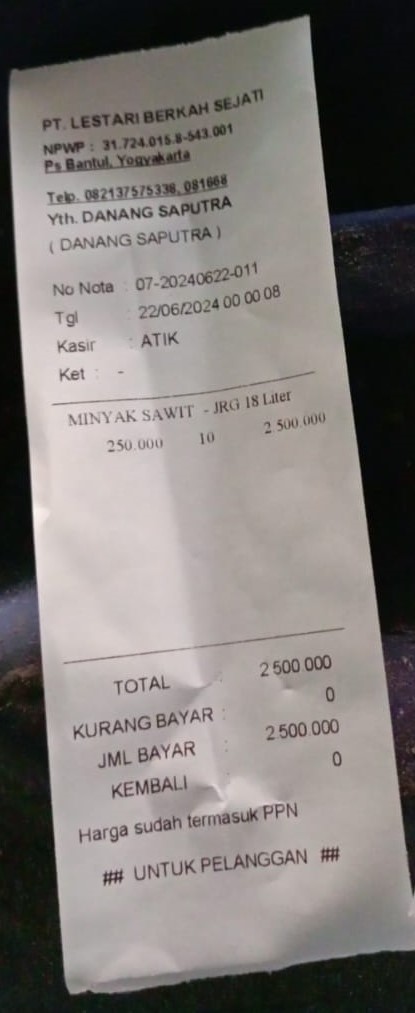 PT. LESTARI BERKAH SEJATI
NPWP : 31.724.015.8-543.001
Ps Bantul, Yogyakarta
Telp. 082137575338, 081668
Yth. DANANG SAPUTRA
( DANANG SAPUTRA )
No Nota : 07-20240622-011
Tgl : 22/06/2024 00 00 08
Kasir : ATIK
Ket : -
MINYAK SAWIT - JRG 18 Liter
250.000 10 2.500.000
TOTAL : 2 500 000
KURANG BAYAR : 0
JML BAYAR : 2 500.000
KEMBALI : 0
Harga sudah termasuk PPN
## UNTUK PELANGGAN ##